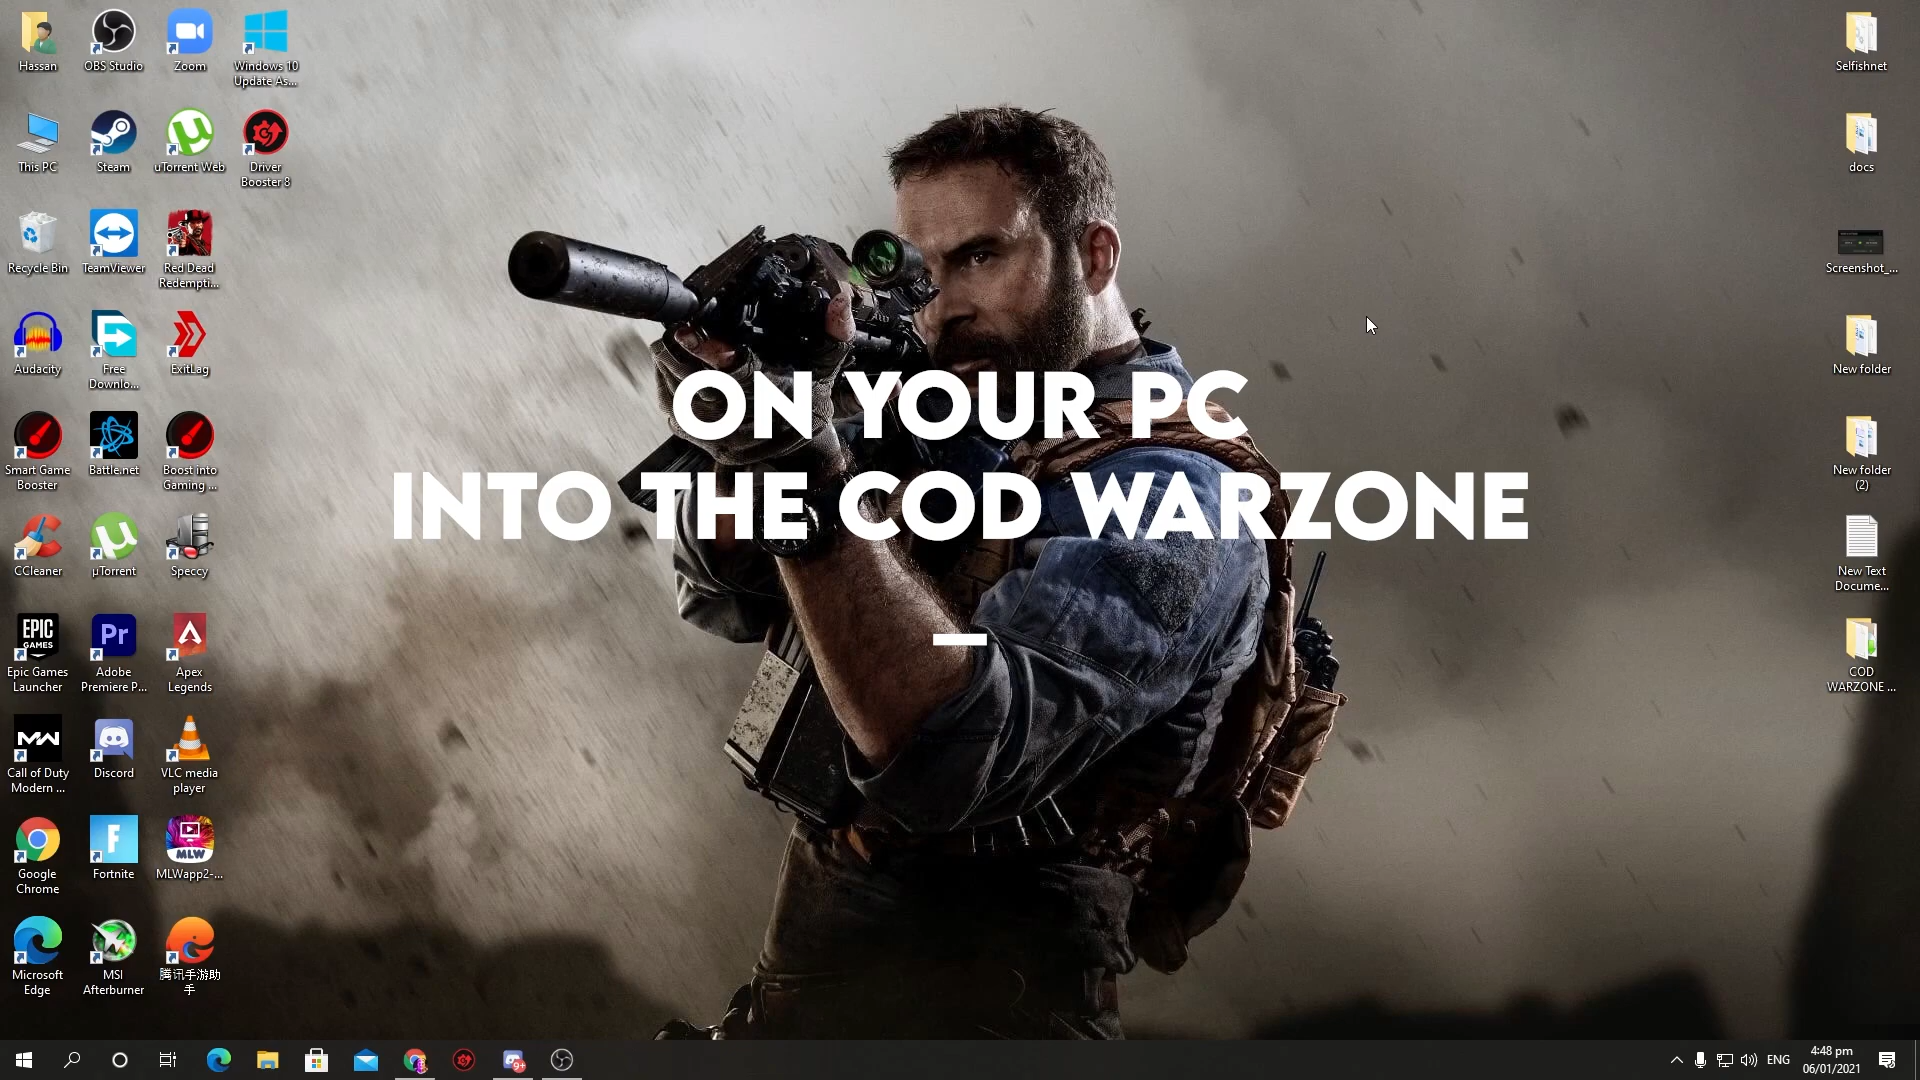 Hassan
OBS Studio
Zoom
Windows 10
Update As...
This PC
Steam
uTorrent Web
Driver
Booster 8
Recycle Bin
TeamViewer
Red Dead
Redempti...
Audacity
Free
Downlo...
ExitLag
Smart Game
Booster
Battle.net
Boost into
Gaming ...
CCleaner
µTorrent
Speccy
EPIC
GAMES
Epic Games
Launcher
Pr
Adobe
Premiere P...
Apex
Legends
MW
Call of Duty
Modern ...
Discord
VLC media
player
Google
Chrome
F
Fortnite
MLW
MLWapp2-...
Microsoft
Edge
MSI
Afterburner
腾讯手游助
手
ON YOUR PC
INTO THE COD WARZONE
Selfishnet
docs
Screenshot_...
New folder
New folder
(2)
New Text
Docume...
COD
WARZONE ...
9+
ENG
4:48 pm
06/01/2021